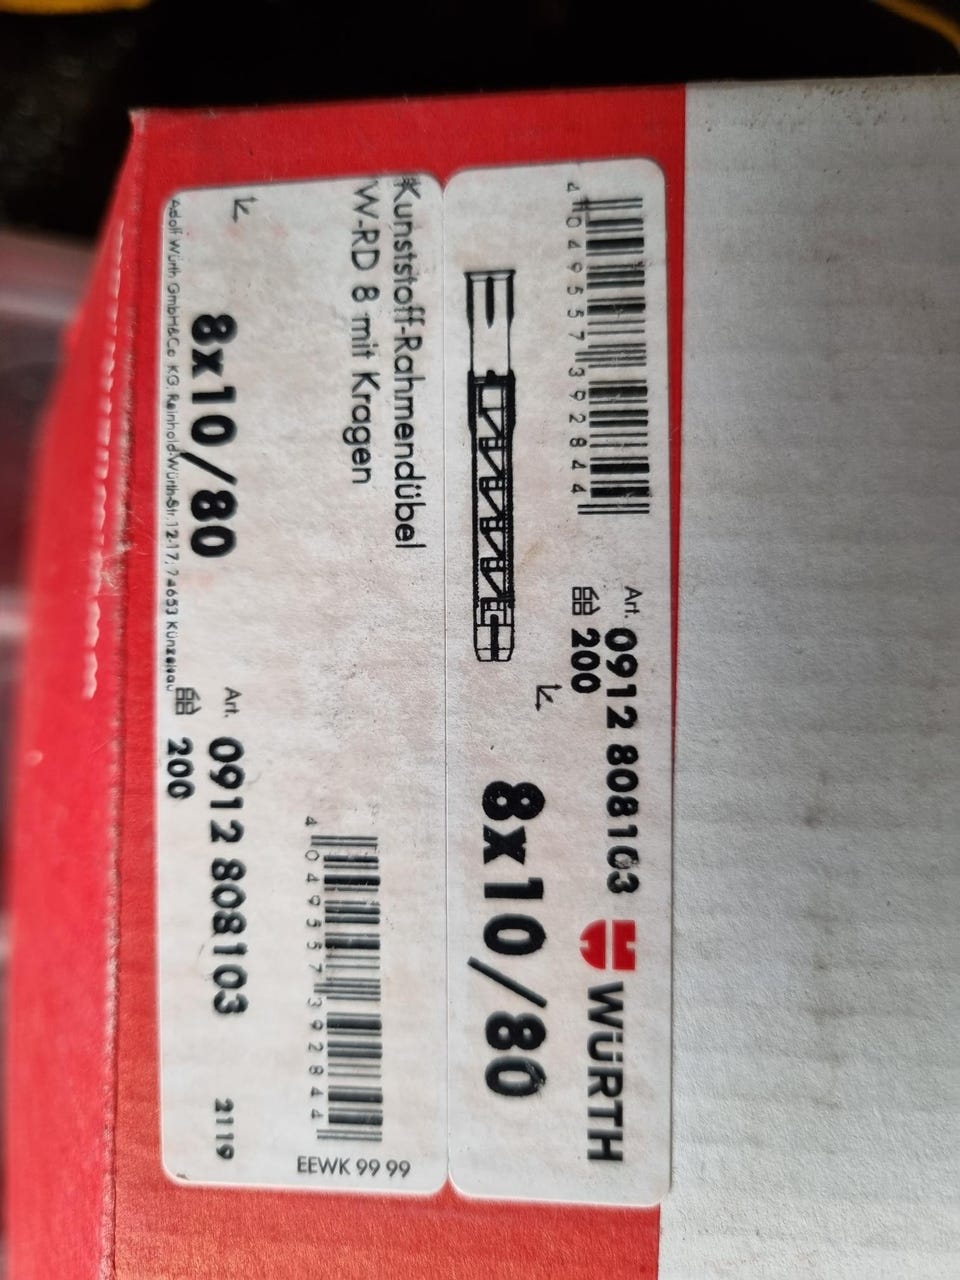 4 049557 392844
Art. 0912 808103
WÜRTH
200
8x10/80
Kunststoff-Rahmendübel
W-RD 8 mit Kragen
4 049557 392844
EEWK 99 99
8x10/80
Art. 0912 808103
2119
200
Adolf Würth GmbH&Co. KG; Reinhold-Würth-Str. 12-17; 74653 Künzelsau